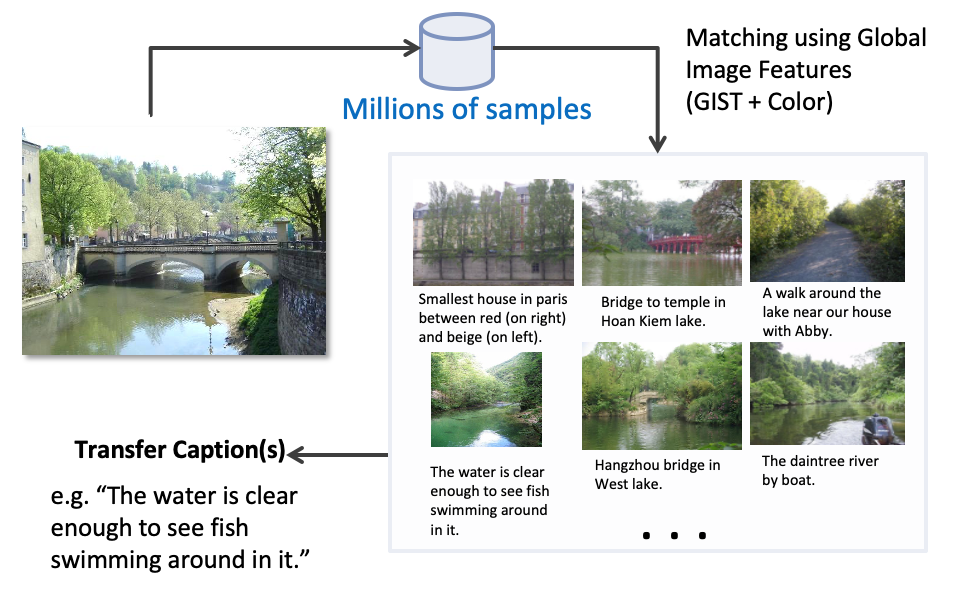 Matching using Global
Image Features
(GIST + Color)
Millions of samples
Smallest house in paris
between red (on right)
and beige (on left).
Bridge to temple in
Hoan Kiem lake.
A walk around the
lake near our house
with Abby.
The water is clear
enough to see fish
swimming around
in it.
Hangzhou bridge in
West lake.
The daintree river
by boat.
. . .
Transfer Caption(s)
e.g. “The water is clear
enough to see fish
swimming around in it.”